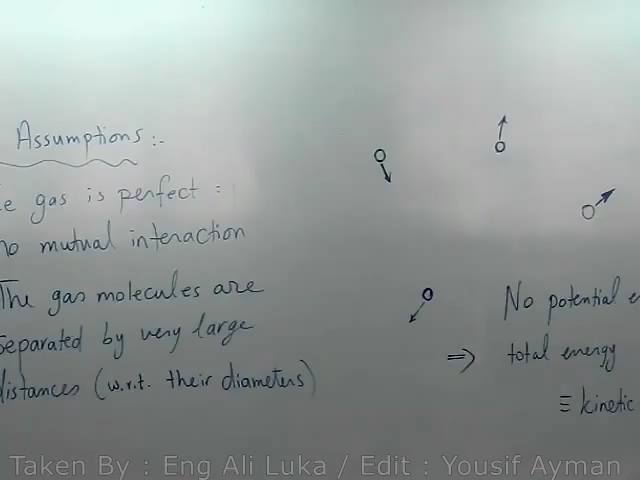 Assumptions :-
gas is perfect :
no mutual interaction
The gas molecules are
separated by very large
distances (w.r.t. their diameters)
No potential
⇒ total energy
≡ kinetic
Taken By : Eng Ali Luka / Edit : Yousif Ayman